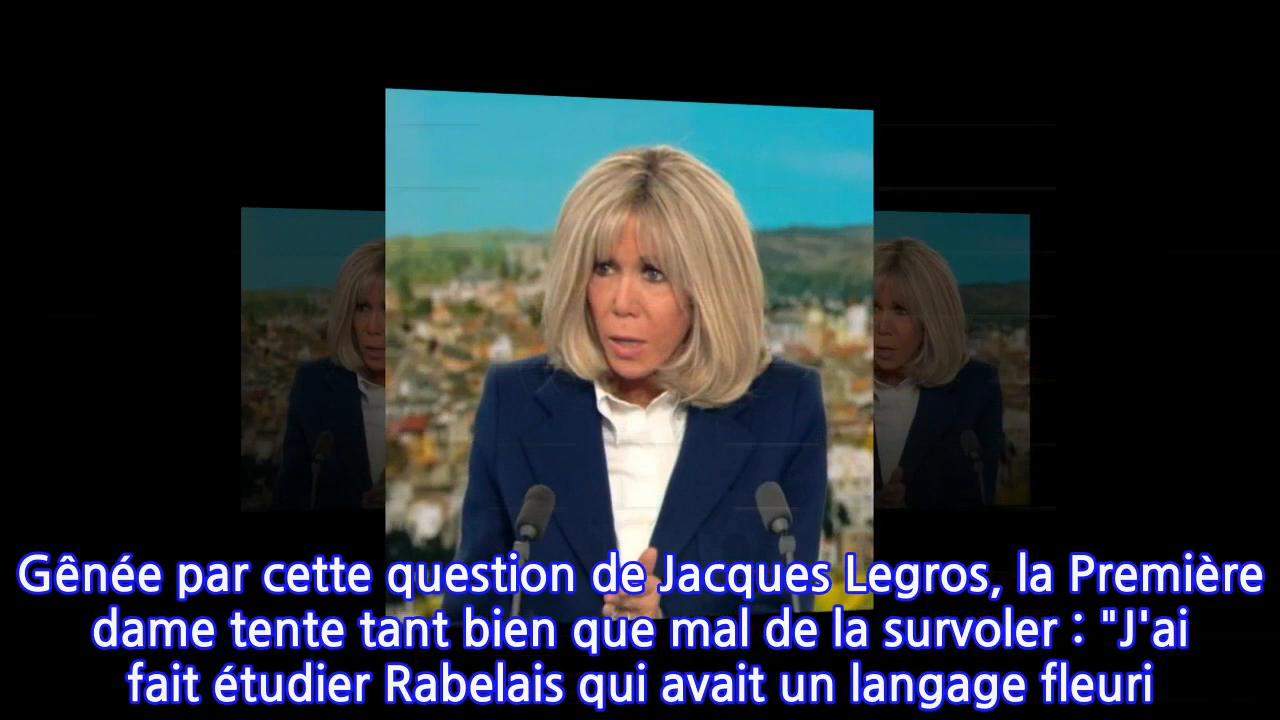 Gênée par cette question de Jacques Legros, la Première
dame tente tant bien que mal de la survoler : "J'ai
fait étudier Rabelais qui avait un langage fleuri